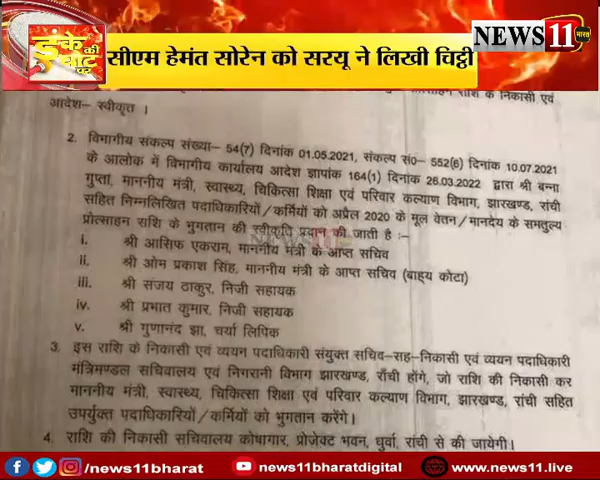 डंके की चोट पर
NEWS 11 भारत
सीएम हेमंत सोरेन को सरयू ने लिखी चिट्ठी
राशि के निकासी एवं
आदेश– स्वीकृत ।
2. विभागीय संकल्प संख्या– 54(7) दिनांक 01.05.2021, संकल्प सं०– 552(6) दिनांक 10.07.2021
के आलोक में विभागीय कार्यालय आदेश ज्ञापांक 164(1) दिनांक 26.03.2022 द्वारा श्री बन्ना
गुप्ता, माननीय मंत्री, स्वास्थ्य, चिकित्सा शिक्षा एवं परिवार कल्याण विभाग, झारखण्ड, रांची
सहित निम्नलिखित पदाधिकारियों/कर्मियों को अप्रैल 2020 के मूल वेतन/मानदेय के समतुल्य
प्रोत्साहन राशि के भुगतान की स्वीकृति प्रदान की जाती है :–
i. श्री आसिफ एकराम, माननीय मंत्री के आप्त सचिव
ii. श्री ओम प्रकाश सिंह, माननीय मंत्री के आप्त सचिव (बाह्य कोटा)
iii. श्री संजय ठाकुर, निजी सहायक
iv. श्री प्रभात कुमार, निजी सहायक
v. श्री गुणानंद झा, चर्या लिपिक
3. इस राशि के निकासी एवं व्ययन पदाधिकारी संयुक्त सचिव–सह–निकासी एवं व्ययन पदाधिकारी
मंत्रिमण्डल सचिवालय एवं निगरानी विभाग झारखण्ड, राँची होंगे, जो राशि की निकासी कर
माननीय मंत्री, स्वास्थ्य, चिकित्सा शिक्षा एवं परिवार कल्याण विभाग, झारखण्ड, रांची सहित
उपर्युक्त पदाधिकारियों/कर्मियों को भुगतान करेंगे।
4. राशि की निकासी सचिवालय कोषागार, प्रोजेक्ट भवन, धुर्वा, रांची से की जायेगी।
NEWS11
/news11bharat /news11bharatdigital www.news11.live